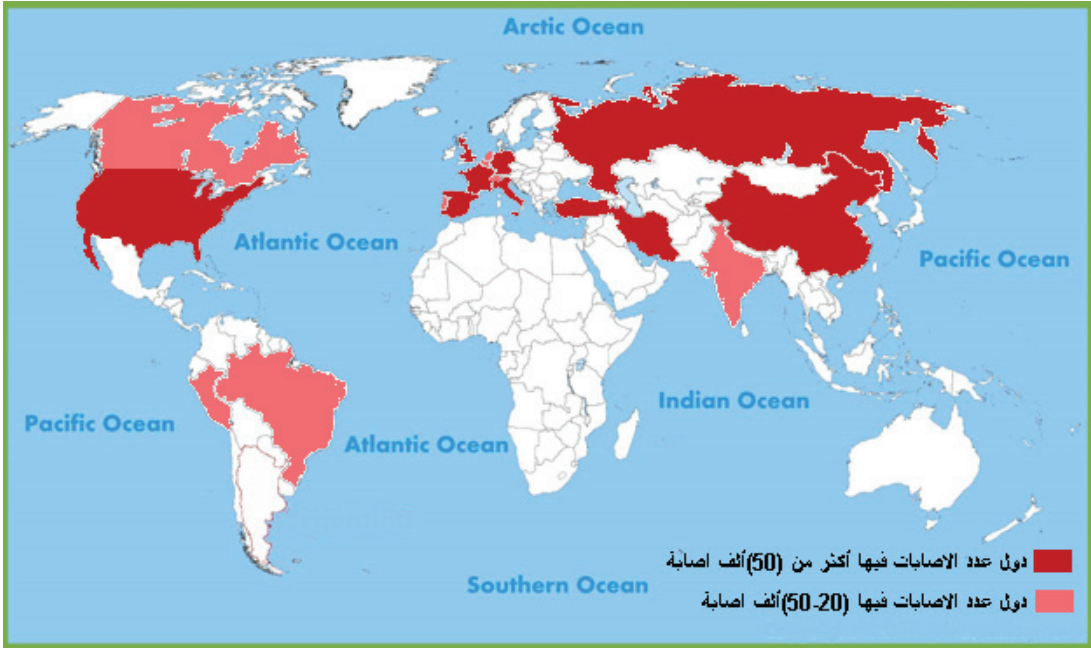 Arctic Ocean
Atlantic Ocean
Pacific Ocean
Indian Ocean
Pacific Ocean
Atlantic Ocean
دول عدد الاصابات فيها أكثر من (50)ألف اصابة
Southern Ocean
دول عدد الاصابات فيها (20-50)ألف اصابة